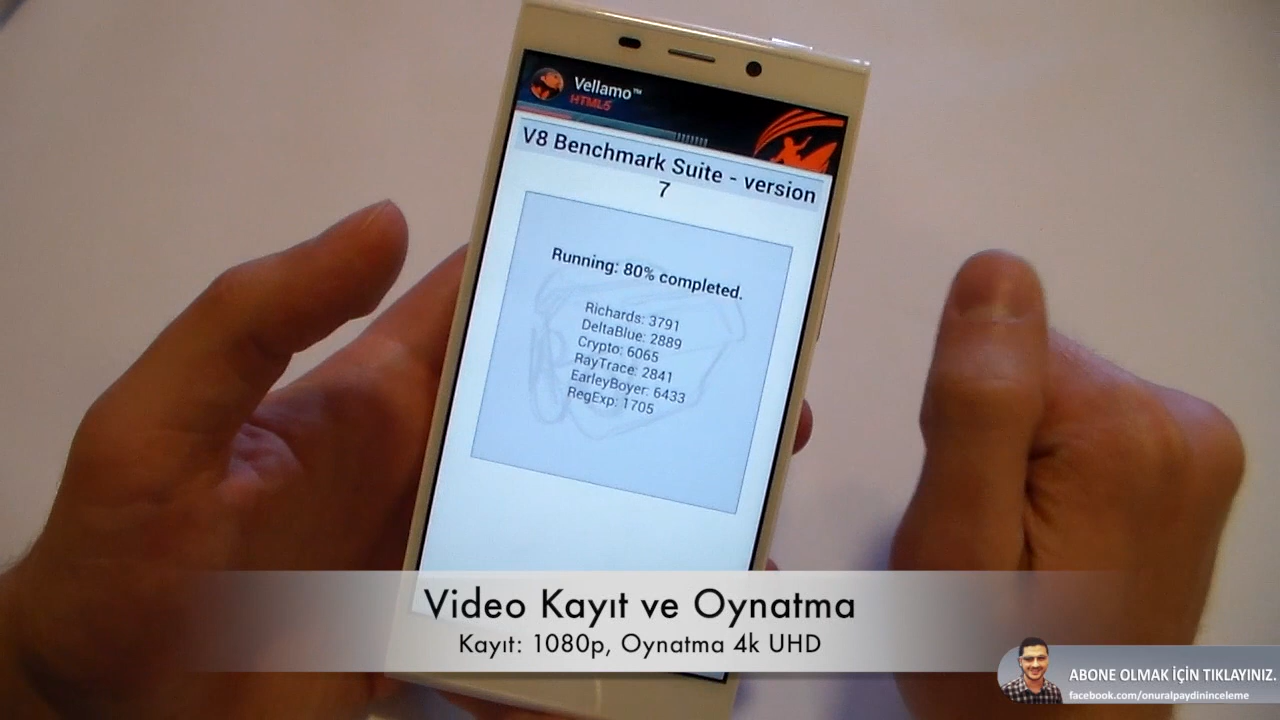 Vellamo™
HTML5
V8 Benchmark Suite - version
7
Running: 80% completed.
Richards: 3791
DeltaBlue: 2889
Crypto: 6065
RayTrace: 2841
EarleyBoyer: 6433
RegExp: 1705
Video Kayıt ve Oynatma
Kayıt: 1080p, Oynatma 4k UHD
ABONE OLMAK İÇİN TIKLAYINIZ.
facebook.com/onuralpaydininceleme